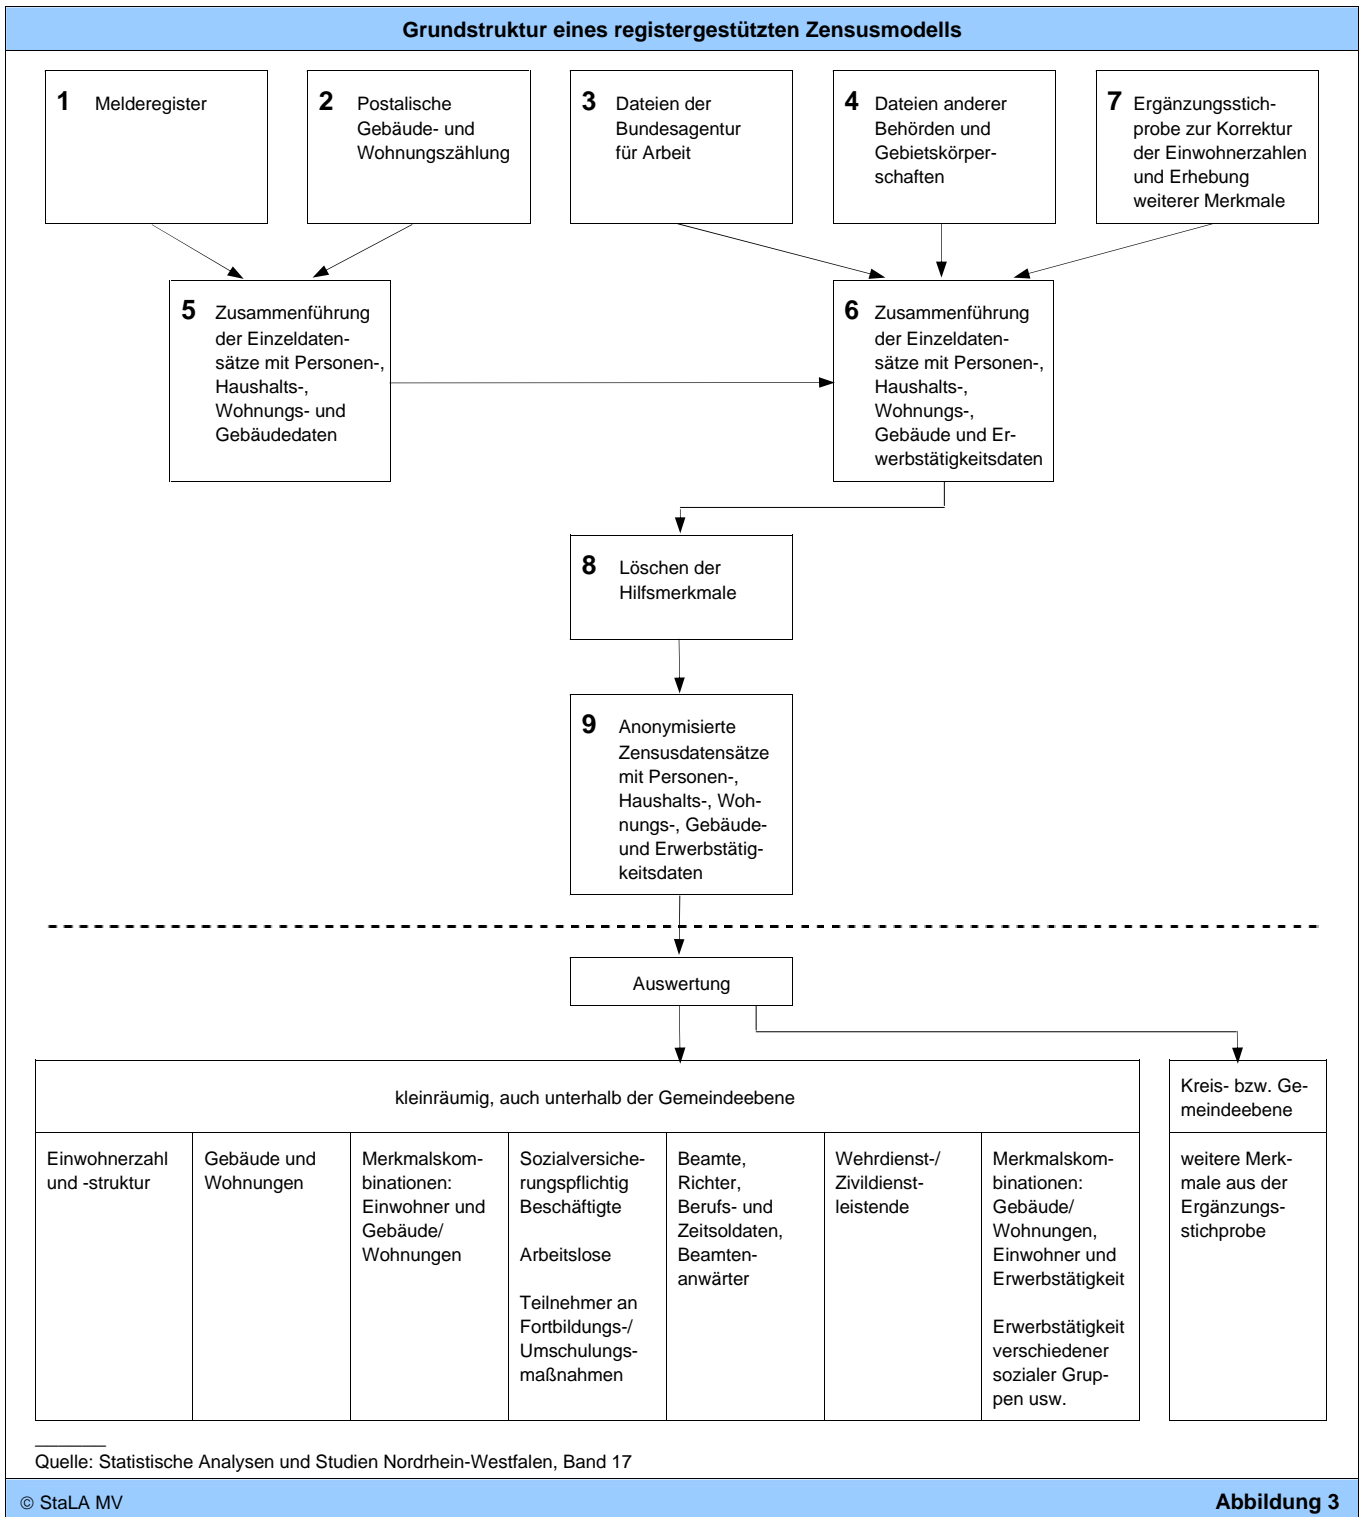 Grundstruktur eines registergestützten Zensusmodells
1 Melderegister
2 Postalische
Gebäude- und
Wohnungszählung
3 Dateien der
Bundesagentur
für Arbeit
4 Dateien anderer
Behörden und
Gebietskörper-
schaften
7 Ergänzungsstich-
probe zur Korrektur
der Einwohnerzahlen
und Erhebung
weiterer Merkmale
5 Zusammenführung
der Einzeldaten-
sätze mit Personen-,
Haushalts-,
Wohnungs- und
Gebäudedaten
6 Zusammenführung
der Einzeldaten-
sätze mit Personen-,
Haushalts-,
Wohnungs-,
Gebäude und Er-
werbstätigkeitsdaten
8 Löschen der
Hilfsmerkmale
9 Anonymisierte
Zensusdatensätze
mit Personen-,
Haushalts-, Woh-
nungs-, Gebäude-
und Erwerbstätig-
keitsdaten
Auswertung
kleinräumig, auch unterhalb der Gemeindeebene
Kreis- bzw. Ge-
meindeebene
Einwohnerzahl
und -struktur
Gebäude und
Wohnungen
Merkmalskom-
binationen:
Einwohner und
Gebäude/
Wohnungen
Sozialversiche-
rungspflichtig
Beschäftigte
Arbeitslose
Teilnehmer an
Fortbildungs-/
Umschulungs-
maßnahmen
Beamte,
Richter,
Berufs- und
Zeitsoldaten,
Beamten-
anwärter
Wehrdienst-/
Zivildienst-
leistende
Merkmalskom-
binationen:
Gebäude/
Wohnungen,
Einwohner und
Erwerbstätigkeit
Erwerbstätigkeit
verschiedener
sozialer Grup-
pen usw.
weitere Merk-
male aus der
Ergänzungs-
stichprobe
Quelle: Statistische Analysen und Studien Nordrhein-Westfalen, Band 17
© StaLA MV
Abbildung 3